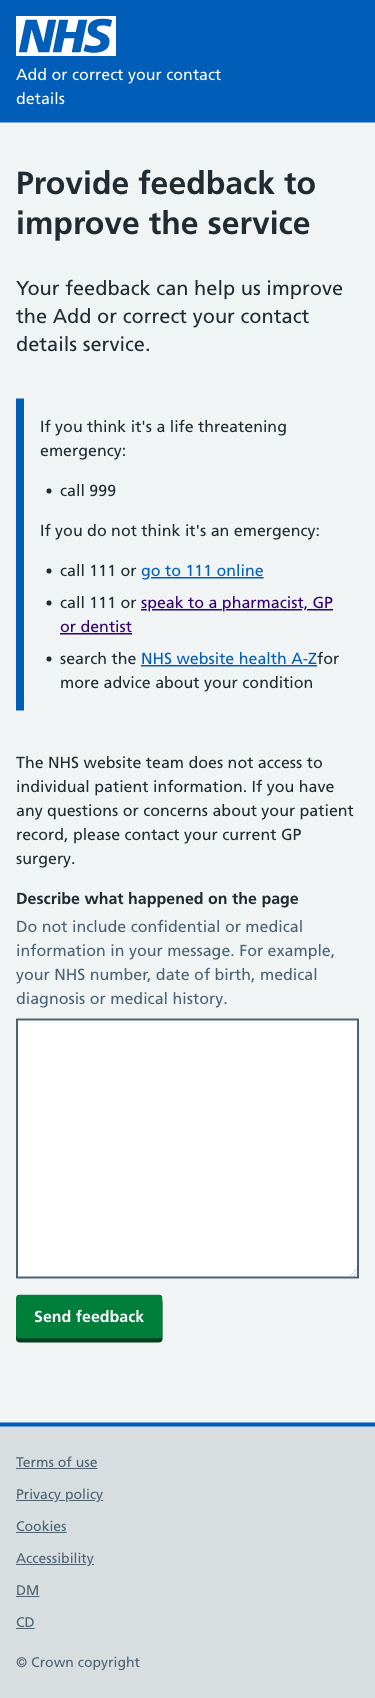 NHS
Add or correct your contact
details
Provide feedback to
improve the service
Your feedback can help us improve
the Add or correct your contact
details service.
If you think it's a life threatening
emergency:
• call 999
If you do not think it's an emergency:
• call 111 or go to 111 online
• call 111 or speak to a pharmacist, GP
or dentist
• search the NHS website health A-Zfor
more advice about your condition
The NHS website team does not access to
individual patient information. If you have
any questions or concerns about your patient
record, please contact your current GP
surgery.
Describe what happened on the page
Do not include confidential or medical
information in your message. For example,
your NHS number, date of birth, medical
diagnosis or medical history.
Send feedback
Terms of use
Privacy policy
Cookies
Accessibility
DM
CD
© Crown copyright